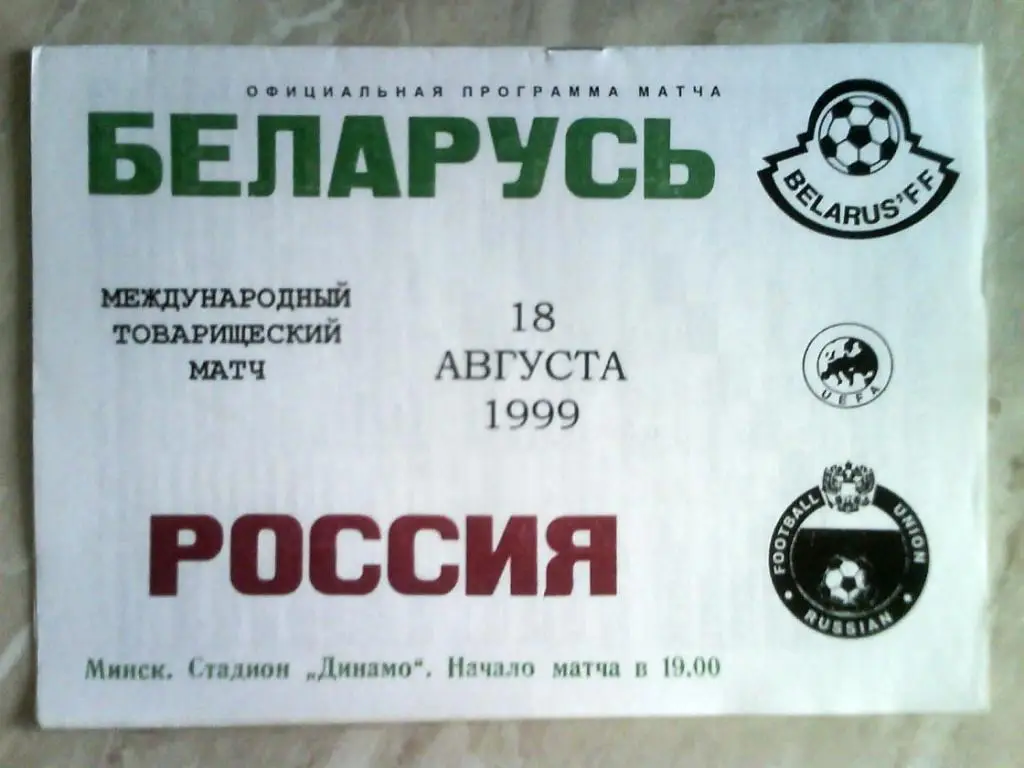 ОФИЦИАЛЬНАЯ ПРОГРАММА МАТЧА
БЕЛАРУСЬ
BELARUS'FF
МЕЖДУНАРОДНЫЙ
ТОВАРИЩЕСКИЙ
МАТЧ
18
АВГУСТА
1999
UEFA
РОССИЯ
FOOTBALL UNION
RUSSIAN
Минск. Стадион „Динамо“. Начало матча в 19.00